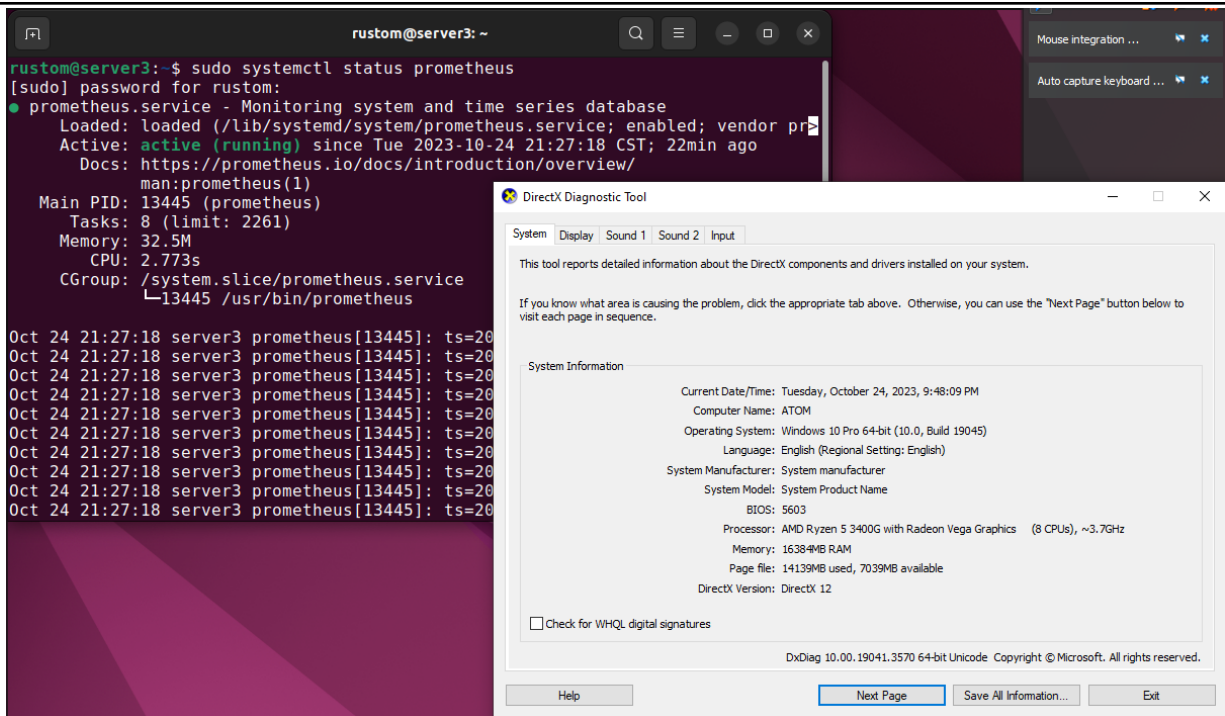 rustom@server3: ~
Mouse integration ...
Auto capture keyboard ...
rustom@server3:~$ sudo systemctl status prometheus
[sudo] password for rustom:
● prometheus.service - Monitoring system and time series database
Loaded: loaded (/lib/systemd/system/prometheus.service; enabled; vendor pr>
Active: active (running) since Tue 2023-10-24 21:27:18 CST; 22min ago
Docs: https://prometheus.io/docs/introduction/overview/
man:prometheus(1)
Main PID: 13445 (prometheus)
Tasks: 8 (limit: 2261)
Memory: 32.5M
CPU: 2.773s
CGroup: /system.slice/prometheus.service
└─13445 /usr/bin/prometheus
Oct 24 21:27:18 server3 prometheus[13445]: ts=20
Oct 24 21:27:18 server3 prometheus[13445]: ts=20
Oct 24 21:27:18 server3 prometheus[13445]: ts=20
Oct 24 21:27:18 server3 prometheus[13445]: ts=20
Oct 24 21:27:18 server3 prometheus[13445]: ts=20
Oct 24 21:27:18 server3 prometheus[13445]: ts=20
Oct 24 21:27:18 server3 prometheus[13445]: ts=20
Oct 24 21:27:18 server3 prometheus[13445]: ts=20
Oct 24 21:27:18 server3 prometheus[13445]: ts=20
Oct 24 21:27:18 server3 prometheus[13445]: ts=20
DirectX Diagnostic Tool
System Display Sound 1 Sound 2 Input
This tool reports detailed information about the DirectX components and drivers installed on your system.
If you know what area is causing the problem, click the appropriate tab above. Otherwise, you can use the "Next Page" button below to
visit each page in sequence.
System Information
Current Date/Time: Tuesday, October 24, 2023, 9:48:09 PM
Computer Name: ATOM
Operating System: Windows 10 Pro 64-bit (10.0, Build 19045)
Language: English (Regional Setting: English)
System Manufacturer: System manufacturer
System Model: System Product Name
BIOS: 5603
Processor: AMD Ryzen 5 3400G with Radeon Vega Graphics (8 CPUs), ~3.7GHz
Memory: 16384MB RAM
Page file: 14139MB used, 7039MB available
DirectX Version: DirectX 12
Check for WHQL digital signatures
DxDiag 10.00.19041.3570 64-bit Unicode Copyright © Microsoft. All rights reserved.
Help
Next Page
Save All Information...
Exit